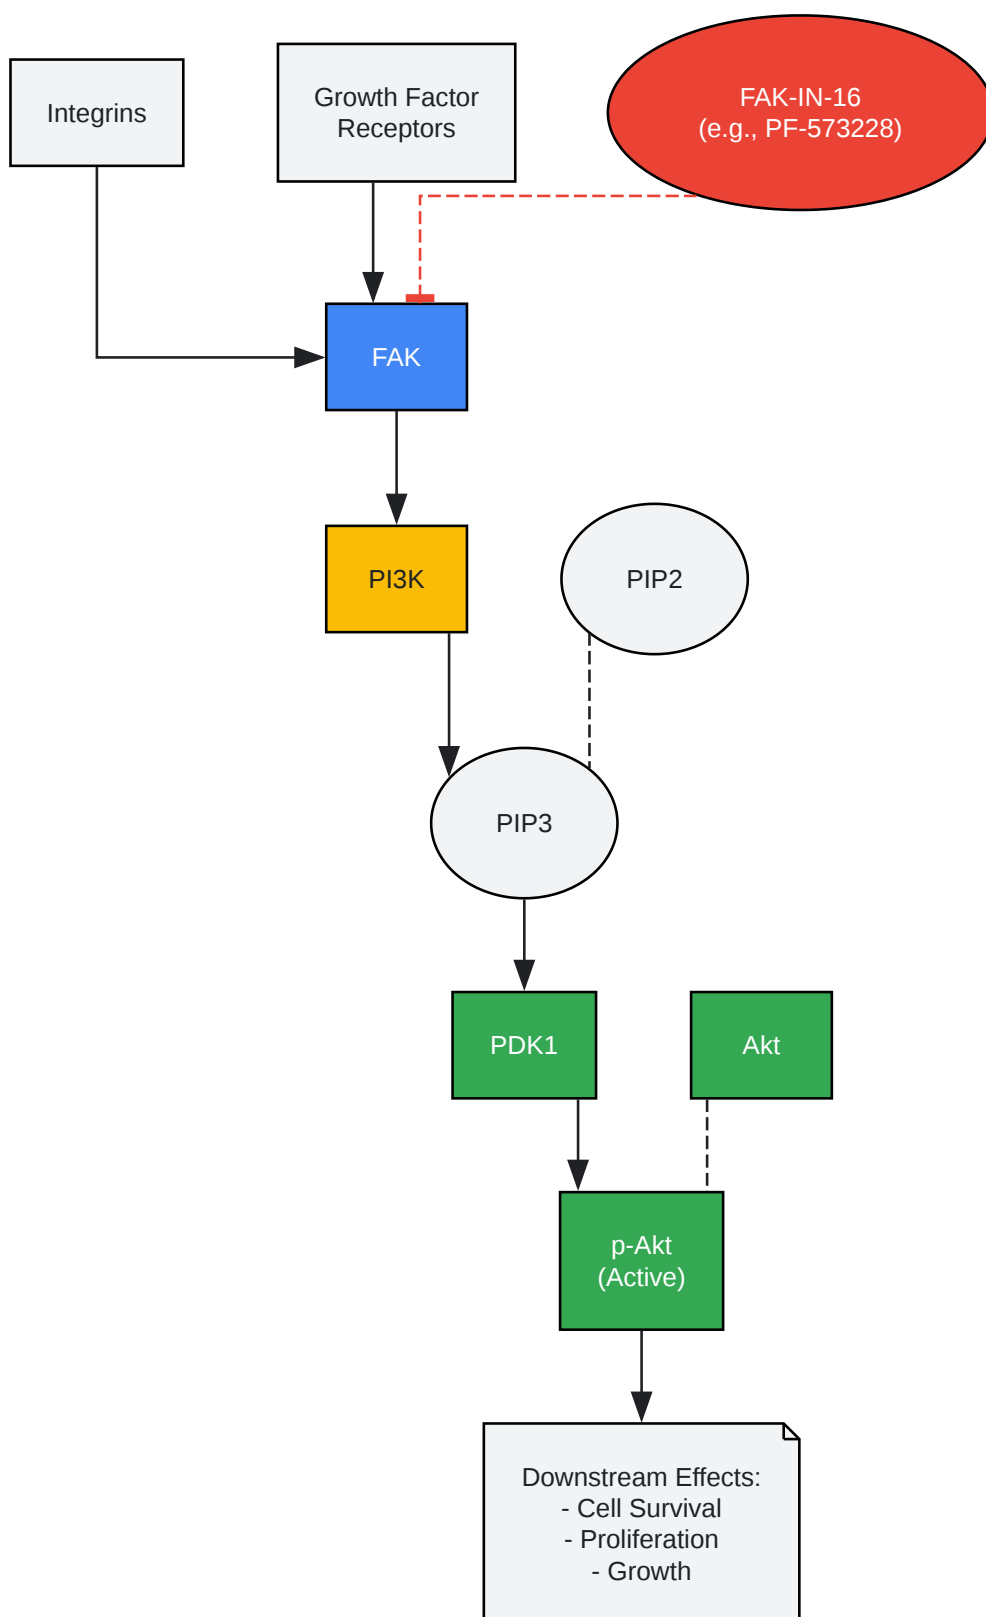 Integrins
Growth Factor
Receptors
FAK-IN-16
(e.g., PF-573228)
FAK
PI3K
PIP2
PIP3
PDK1
Akt
p-Akt
(Active)
Downstream Effects:
- Cell Survival
- Proliferation
- Growth